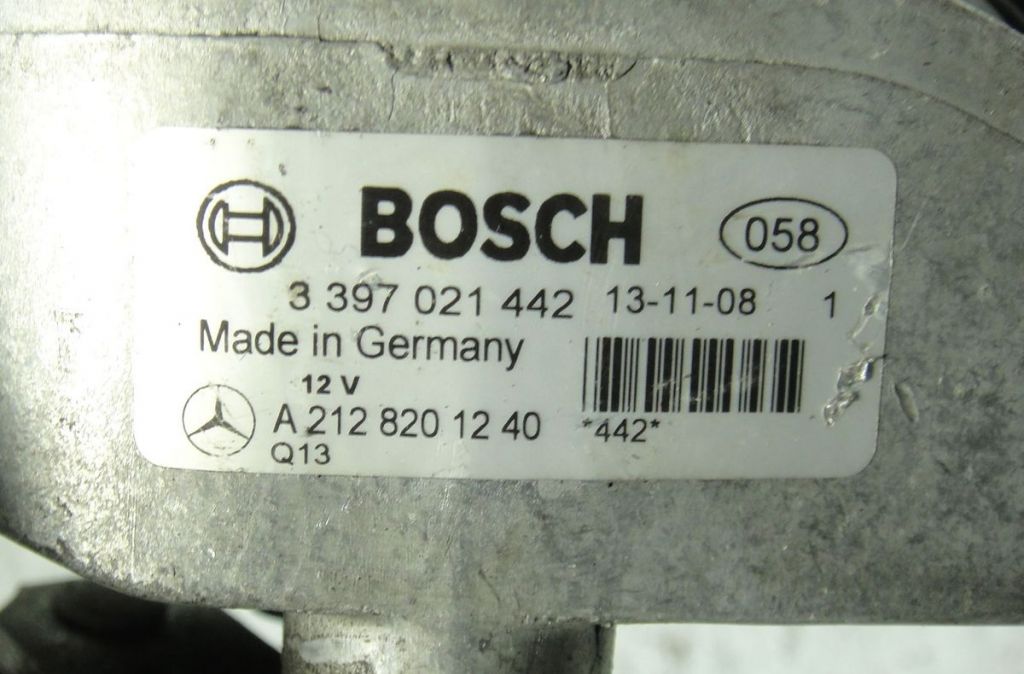 BOSCH 058
3 397 021 442 13-11-08 1
Made in Germany
12 V
A 212 820 12 40 *442*
Q13